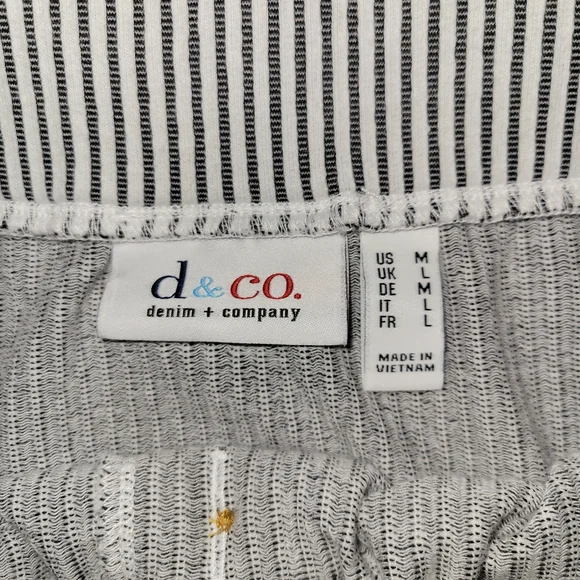 d & co.
denim + company
US M
UK L
DE M
IT L
FR L
MADE IN
VIETNAM